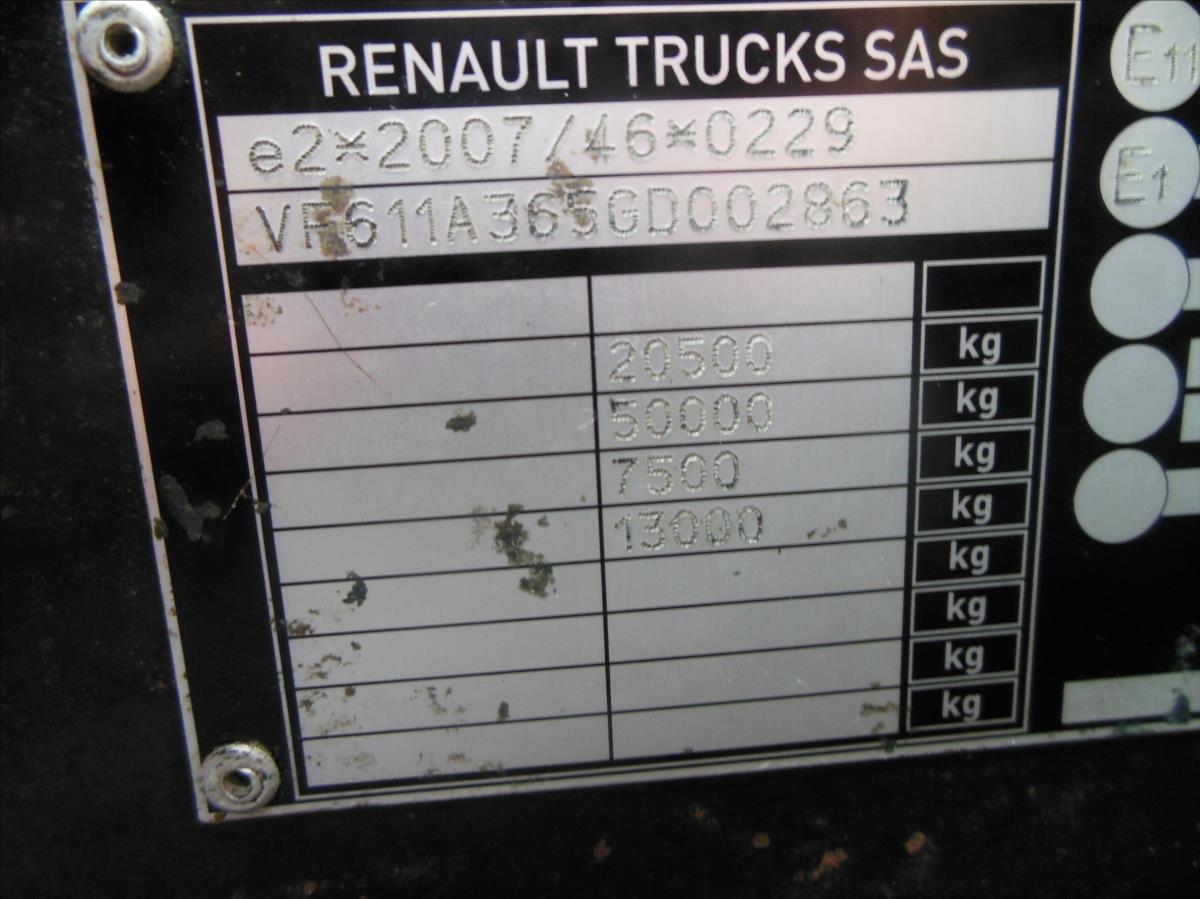 RENAULT TRUCKS SAS
e2*2007/46*0229
VF611A365GD002863
20500 kg
50000 kg
7500 kg
13000 kg
kg
kg
kg
kg
E11
E1